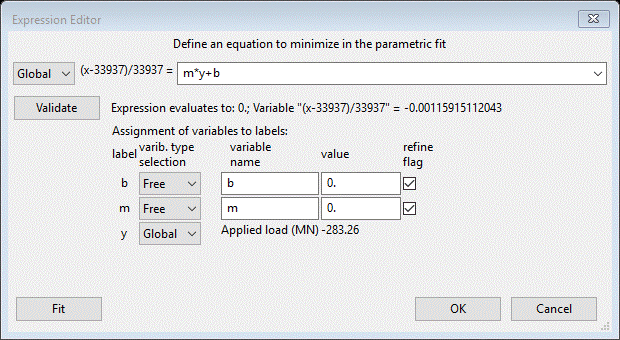 Expression Editor
Define an equation to minimize in the parametric fit
Global (x-33937)/33937 = m*y+b
Validate Expression evaluates to: 0.; Variable "(x-33937)/33937" = -0.00115915112043
Assignment of variables to labels:
label varib. type selection variable name value refine flag
b Free b 0.
m Free m 0.
y Global Applied load (MN) -283.26
Fit OK Cancel